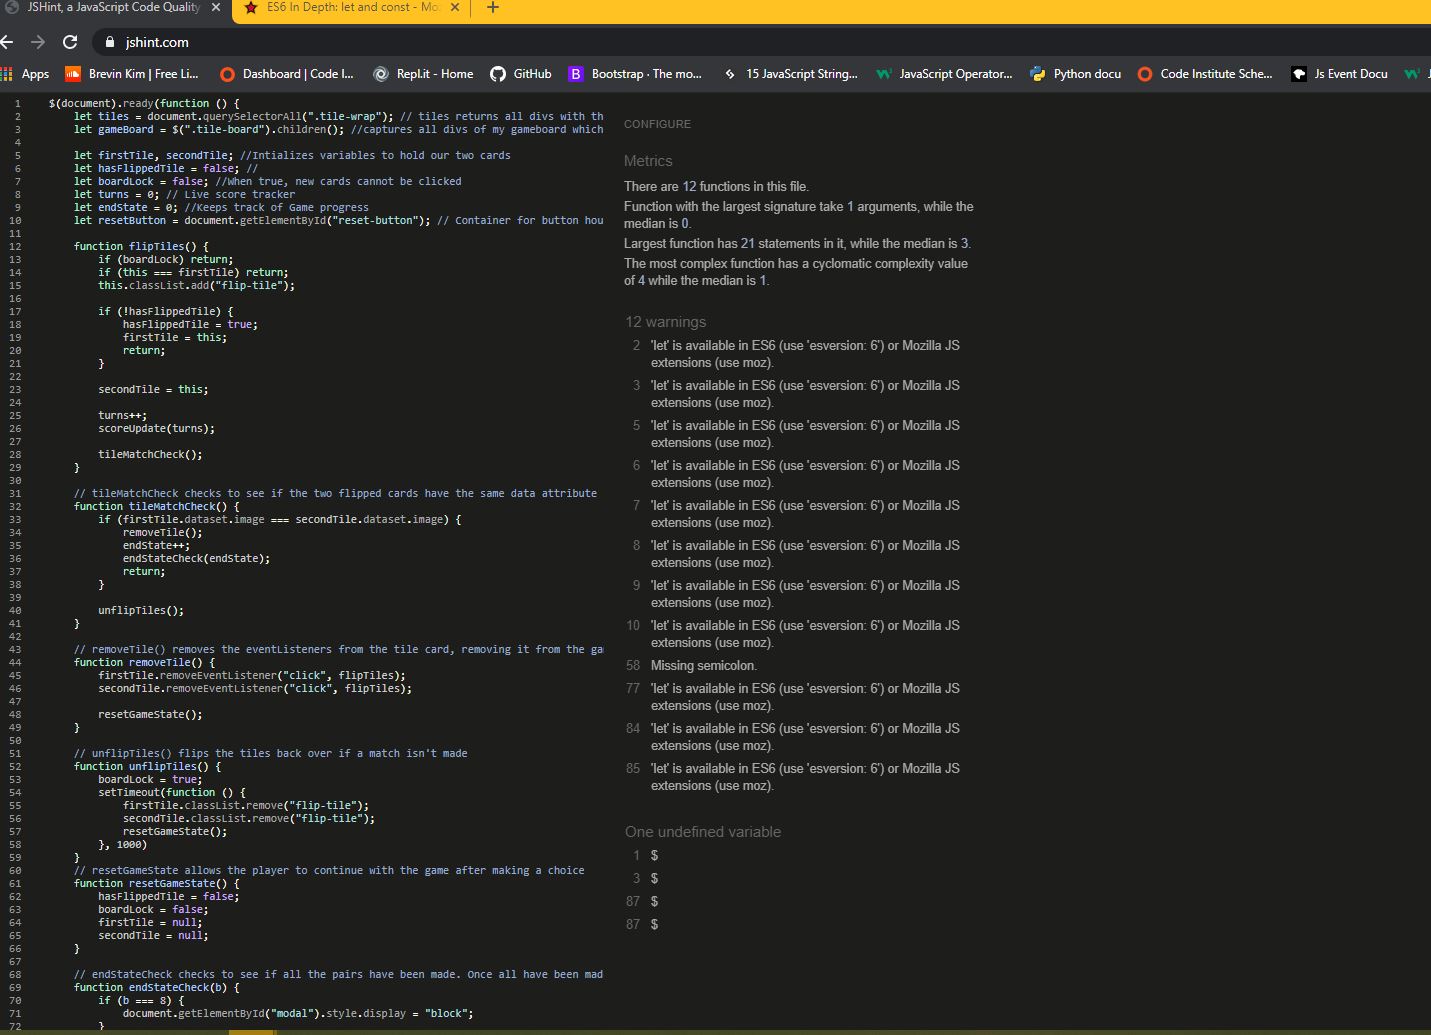 JSHint, a JavaScript Code Quality
ES6 In Depth: let and const - Moz
jshint.com
Apps
Brevin Kim | Free Li...
Dashboard | Code I...
Repl.it - Home
GitHub
Bootstrap · The mo...
15 JavaScript String...
JavaScript Operator...
Python docu
Code Institute Sche...
Js Event Docu
1 $(document).ready(function () {
2 let tiles = document.querySelectorAll(".tile-wrap"); // tiles returns all divs with th
3 let gameBoard = $(".tile-board").children(); //captures all divs of my gameboard which
4
5 let firstTile, secondTile; //Intializes variables to hold our two cards
6 let hasFlippedTile = false; //
7 let boardLock = false; //When true, new cards cannot be clicked
8 let turns = 0; // Live score tracker
9 let endState = 0; //Keeps track of Game progress
10 let resetButton = document.getElementById("reset-button"); // Container for button hou
11
12 function flipTiles() {
13 if (boardLock) return;
14 if (this === firstTile) return;
15 this.classList.add("flip-tile");
16
17 if (!hasFlippedTile) {
18 hasFlippedTile = true;
19 firstTile = this;
20 return;
21 }
22
23 secondTile = this;
24
25 turns++;
26 scoreUpdate(turns);
27
28 tileMatchCheck();
29 }
30
31 // tileMatchCheck checks to see if the two flipped cards have the same data attribute
32 function tileMatchCheck() {
33 if (firstTile.dataset.image === secondTile.dataset.image) {
34 removeTile();
35 endState++;
36 endStateCheck(endState);
37 return;
38 }
39
40 unflipTiles();
41 }
42
43 // removeTile() removes the eventListeners from the tile card, removing it from the ga
44 function removeTile() {
45 firstTile.removeEventListener("click", flipTiles);
46 secondTile.removeEventListener("click", flipTiles);
47
48 resetGameState();
49 }
50
51 // unflipTiles() flips the tiles back over if a match isn't made
52 function unflipTiles() {
53 boardLock = true;
54 setTimeout(function () {
55 firstTile.classList.remove("flip-tile");
56 secondTile.classList.remove("flip-tile");
57 resetGameState();
58 }, 1000)
59 }
60 // resetGameState allows the player to continue with the game after making a choice
61 function resetGameState() {
62 hasFlippedTile = false;
63 boardLock = false;
64 firstTile = null;
65 secondTile = null;
66 }
67
68 // endStateCheck checks to see if all the pairs have been made. Once all have been mad
69 function endStateCheck(b) {
70 if (b === 8) {
71 document.getElementById("modal").style.display = "block";
72 }
CONFIGURE
Metrics
There are 12 functions in this file.
Function with the largest signature take 1 arguments, while the
median is 0.
Largest function has 21 statements in it, while the median is 3.
The most complex function has a cyclomatic complexity value
of 4 while the median is 1.
12 warnings
2 'let' is available in ES6 (use 'esversion: 6') or Mozilla JS
extensions (use moz).
3 'let' is available in ES6 (use 'esversion: 6') or Mozilla JS
extensions (use moz).
5 'let' is available in ES6 (use 'esversion: 6') or Mozilla JS
extensions (use moz).
6 'let' is available in ES6 (use 'esversion: 6') or Mozilla JS
extensions (use moz).
7 'let' is available in ES6 (use 'esversion: 6') or Mozilla JS
extensions (use moz).
8 'let' is available in ES6 (use 'esversion: 6') or Mozilla JS
extensions (use moz).
9 'let' is available in ES6 (use 'esversion: 6') or Mozilla JS
extensions (use moz).
10 'let' is available in ES6 (use 'esversion: 6') or Mozilla JS
extensions (use moz).
58 Missing semicolon.
77 'let' is available in ES6 (use 'esversion: 6') or Mozilla JS
extensions (use moz).
84 'let' is available in ES6 (use 'esversion: 6') or Mozilla JS
extensions (use moz).
85 'let' is available in ES6 (use 'esversion: 6') or Mozilla JS
extensions (use moz).
One undefined variable
1 $
3 $
87 $
87 $